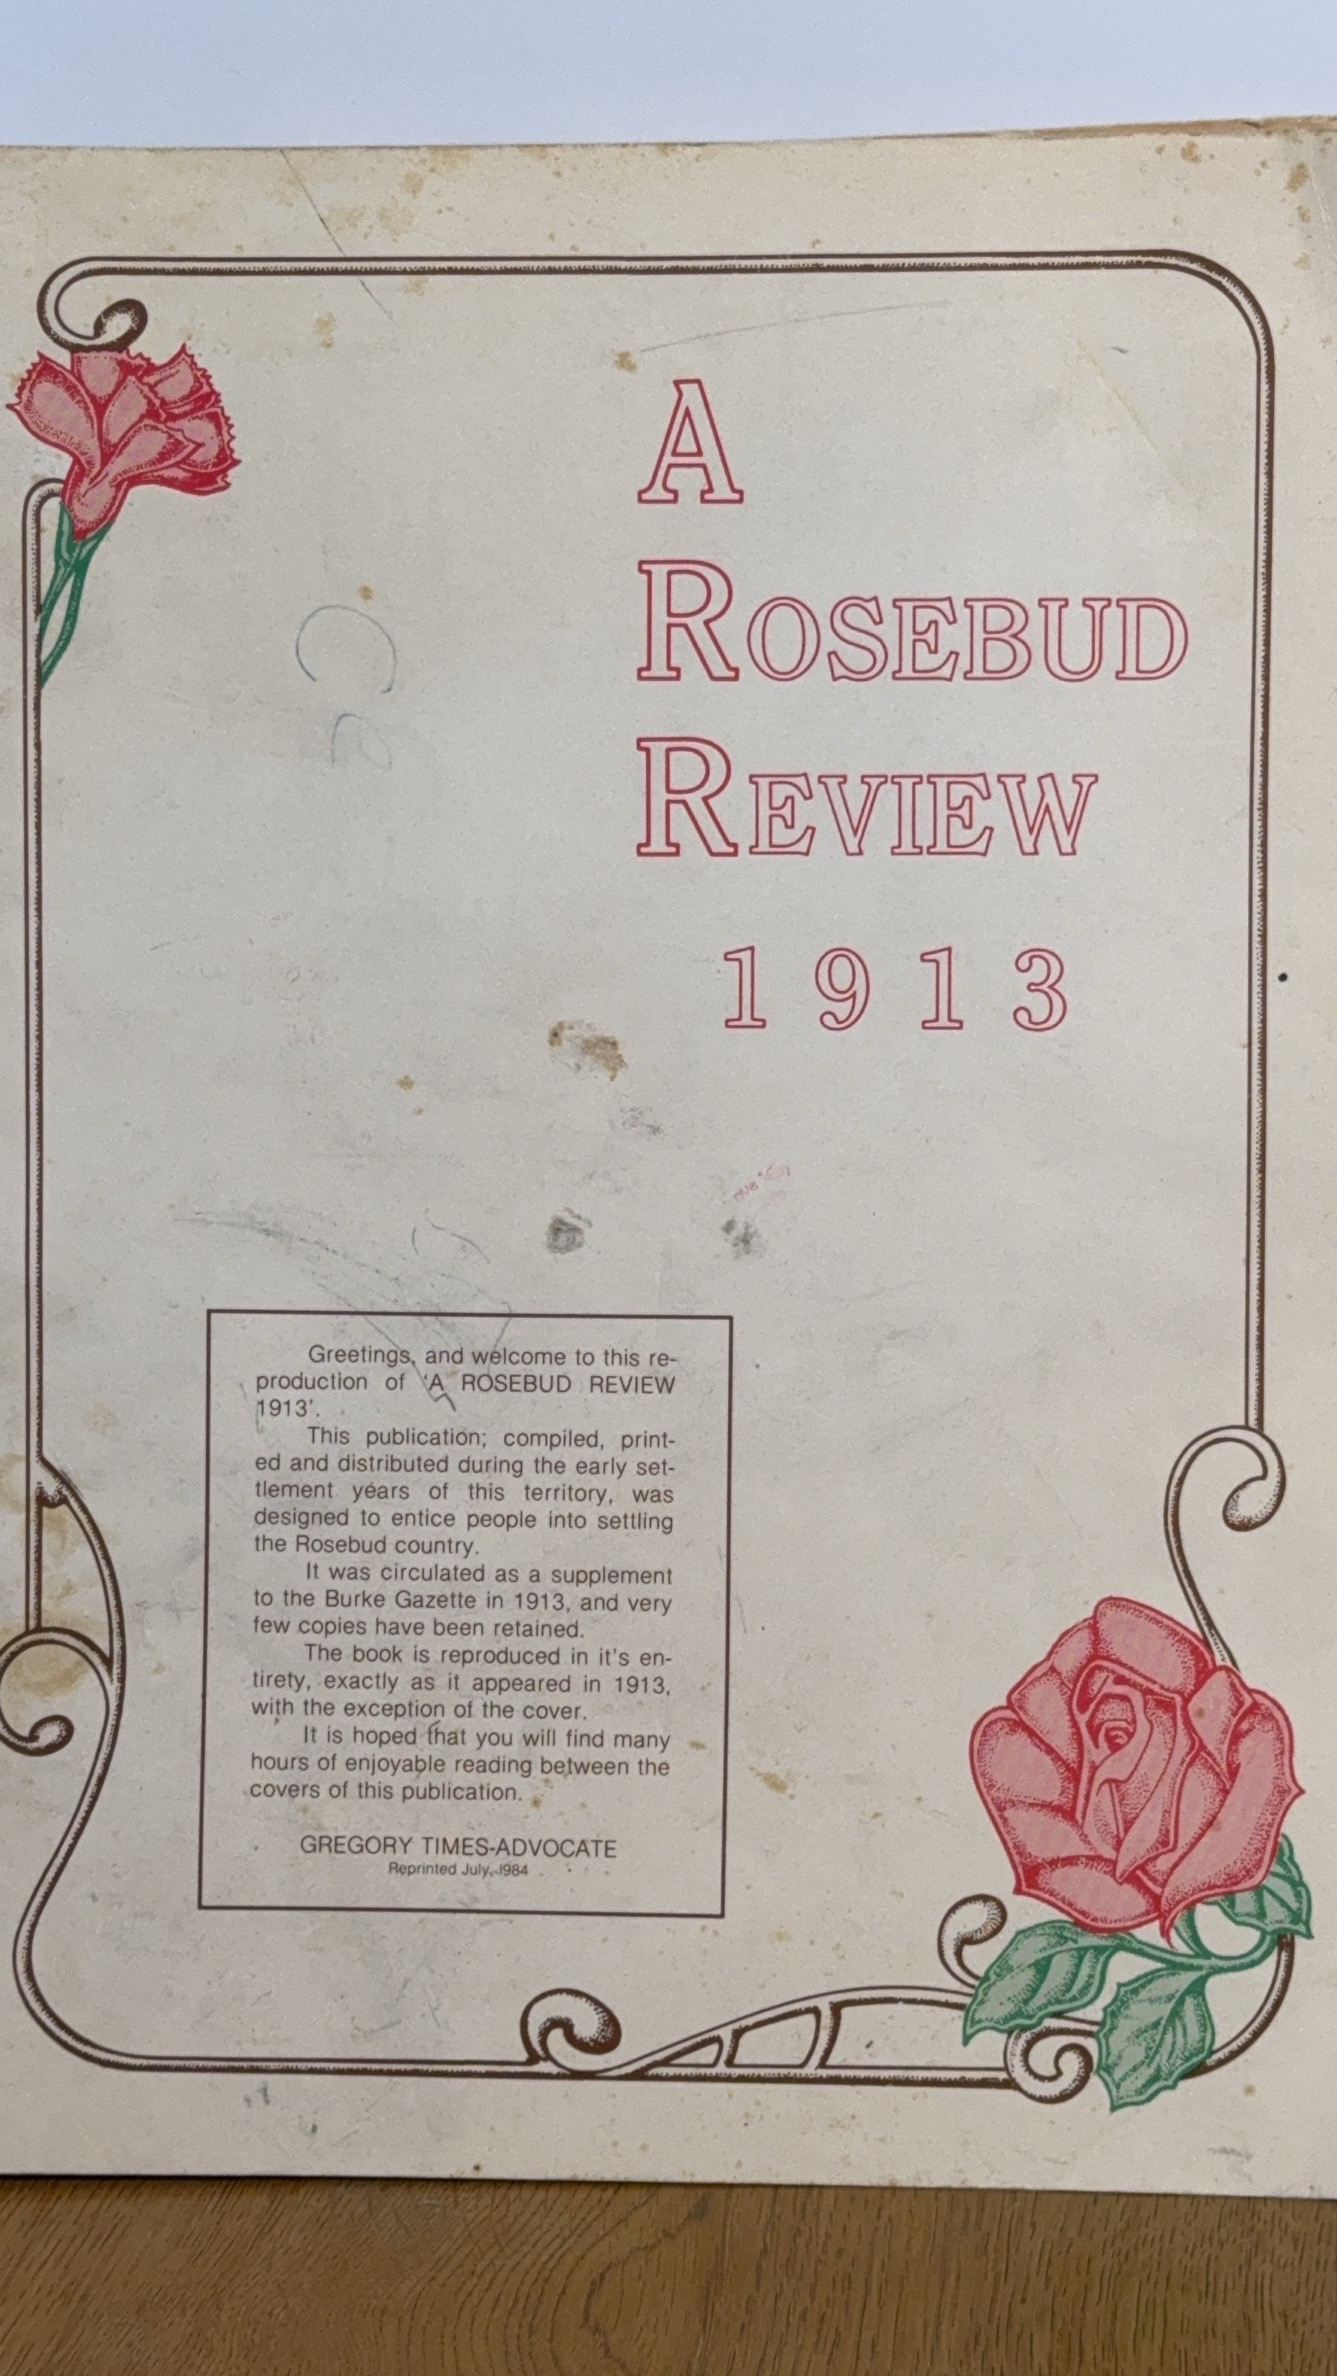 A
ROSEBUD
REVIEW
1913
Greetings, and welcome to this re-
production of 'A ROSEBUD REVIEW
1913'.
This publication; compiled, print-
ed and distributed during the early set-
tlement years of this territory, was
designed to entice people into settling
the Rosebud country.
It was circulated as a supplement
to the Burke Gazette in 1913, and very
few copies have been retained.
The book is reproduced in it's en-
tirety, exactly as it appeared in 1913,
with the exception of the cover.
It is hoped that you will find many
hours of enjoyable reading between the
covers of this publication.
GREGORY TIMES-ADVOCATE
Reprinted July, 1984